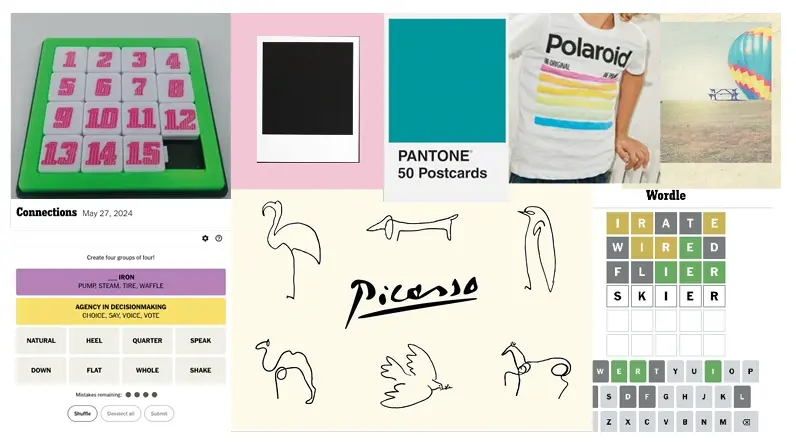 1 2 3 4
5 6 7 8
9 10 11 12
13 14 15
PANTONE®
50 Postcards
Polaroid
ORIGINAL
Connections May 27, 2024
Create four groups of four!
___ IRON
PUMP, STEAM, TIRE, WAFFLE
AGENCY IN DECISIONMAKING
CHOICE, SAY, VOICE, VOTE
NATURAL HEEL QUARTER SPEAK
DOWN FLAT WHOLE SHAKE
Mistakes remaining:
Shuffle Deselect all Submit
Picasso
Wordle
I R A T E
W I R E D
F L I E R
S K I E R
W E R T Y U I O P
S D F G H J K L
Z X C V B N M